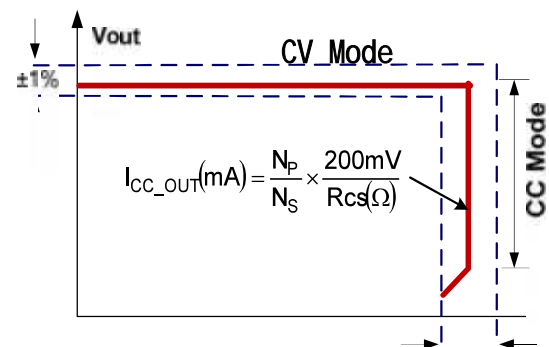 Vout
CV Mode
±1%
I_CC_OUT(mA) = N_P/N_S × 200mV/Rcs(Ω)
CC Mode